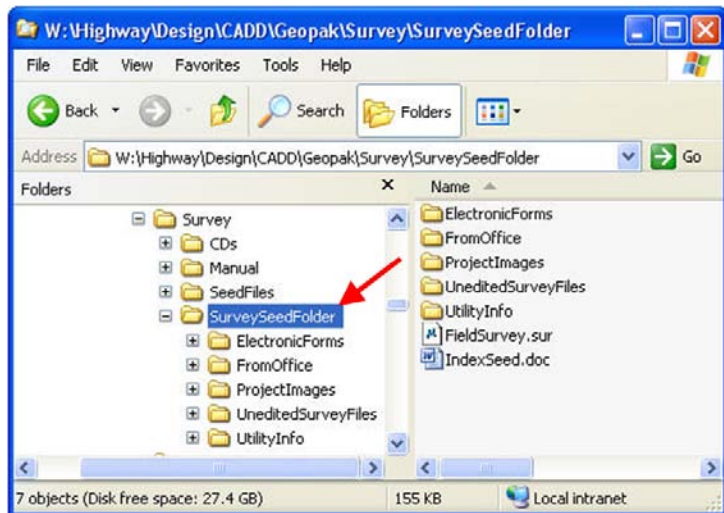 W:\Highway\Design\CADD\Geopak\Survey\SurveySeedFolder
File Edit View Favorites Tools Help
Back Search Folders
Address W:\Highway\Design\CADD\Geopak\Survey\SurveySeedFolder Go
Folders x
Survey
CDs
Manual
SeedFiles
SurveySeedFolder
ElectronicForms
FromOffice
ProjectImages
UneditedSurveyFiles
UtilityInfo
Name
ElectronicForms
FromOffice
ProjectImages
UneditedSurveyFiles
UtilityInfo
FieldSurvey.sur
IndexSeed.doc
7 objects (Disk free space: 27.4 GB) 155 KB Local intranet